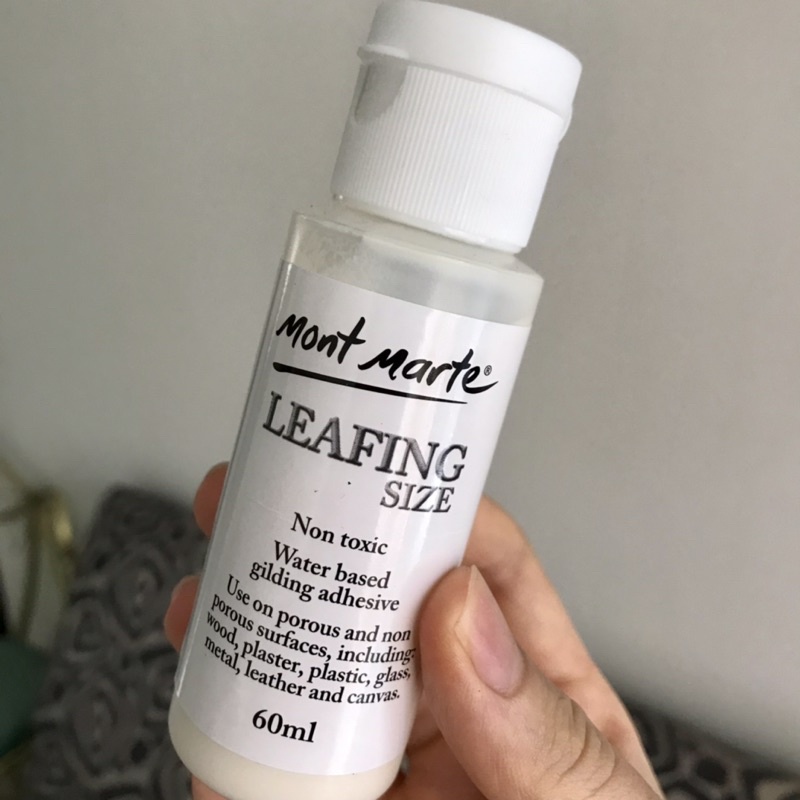 Mont Marte®
LEAFING
SIZE
Non toxic
Water based
gilding adhesive
Use on porous and non
porous surfaces, including:
wood, plaster, plastic, glass,
metal, leather and canvas.
60ml